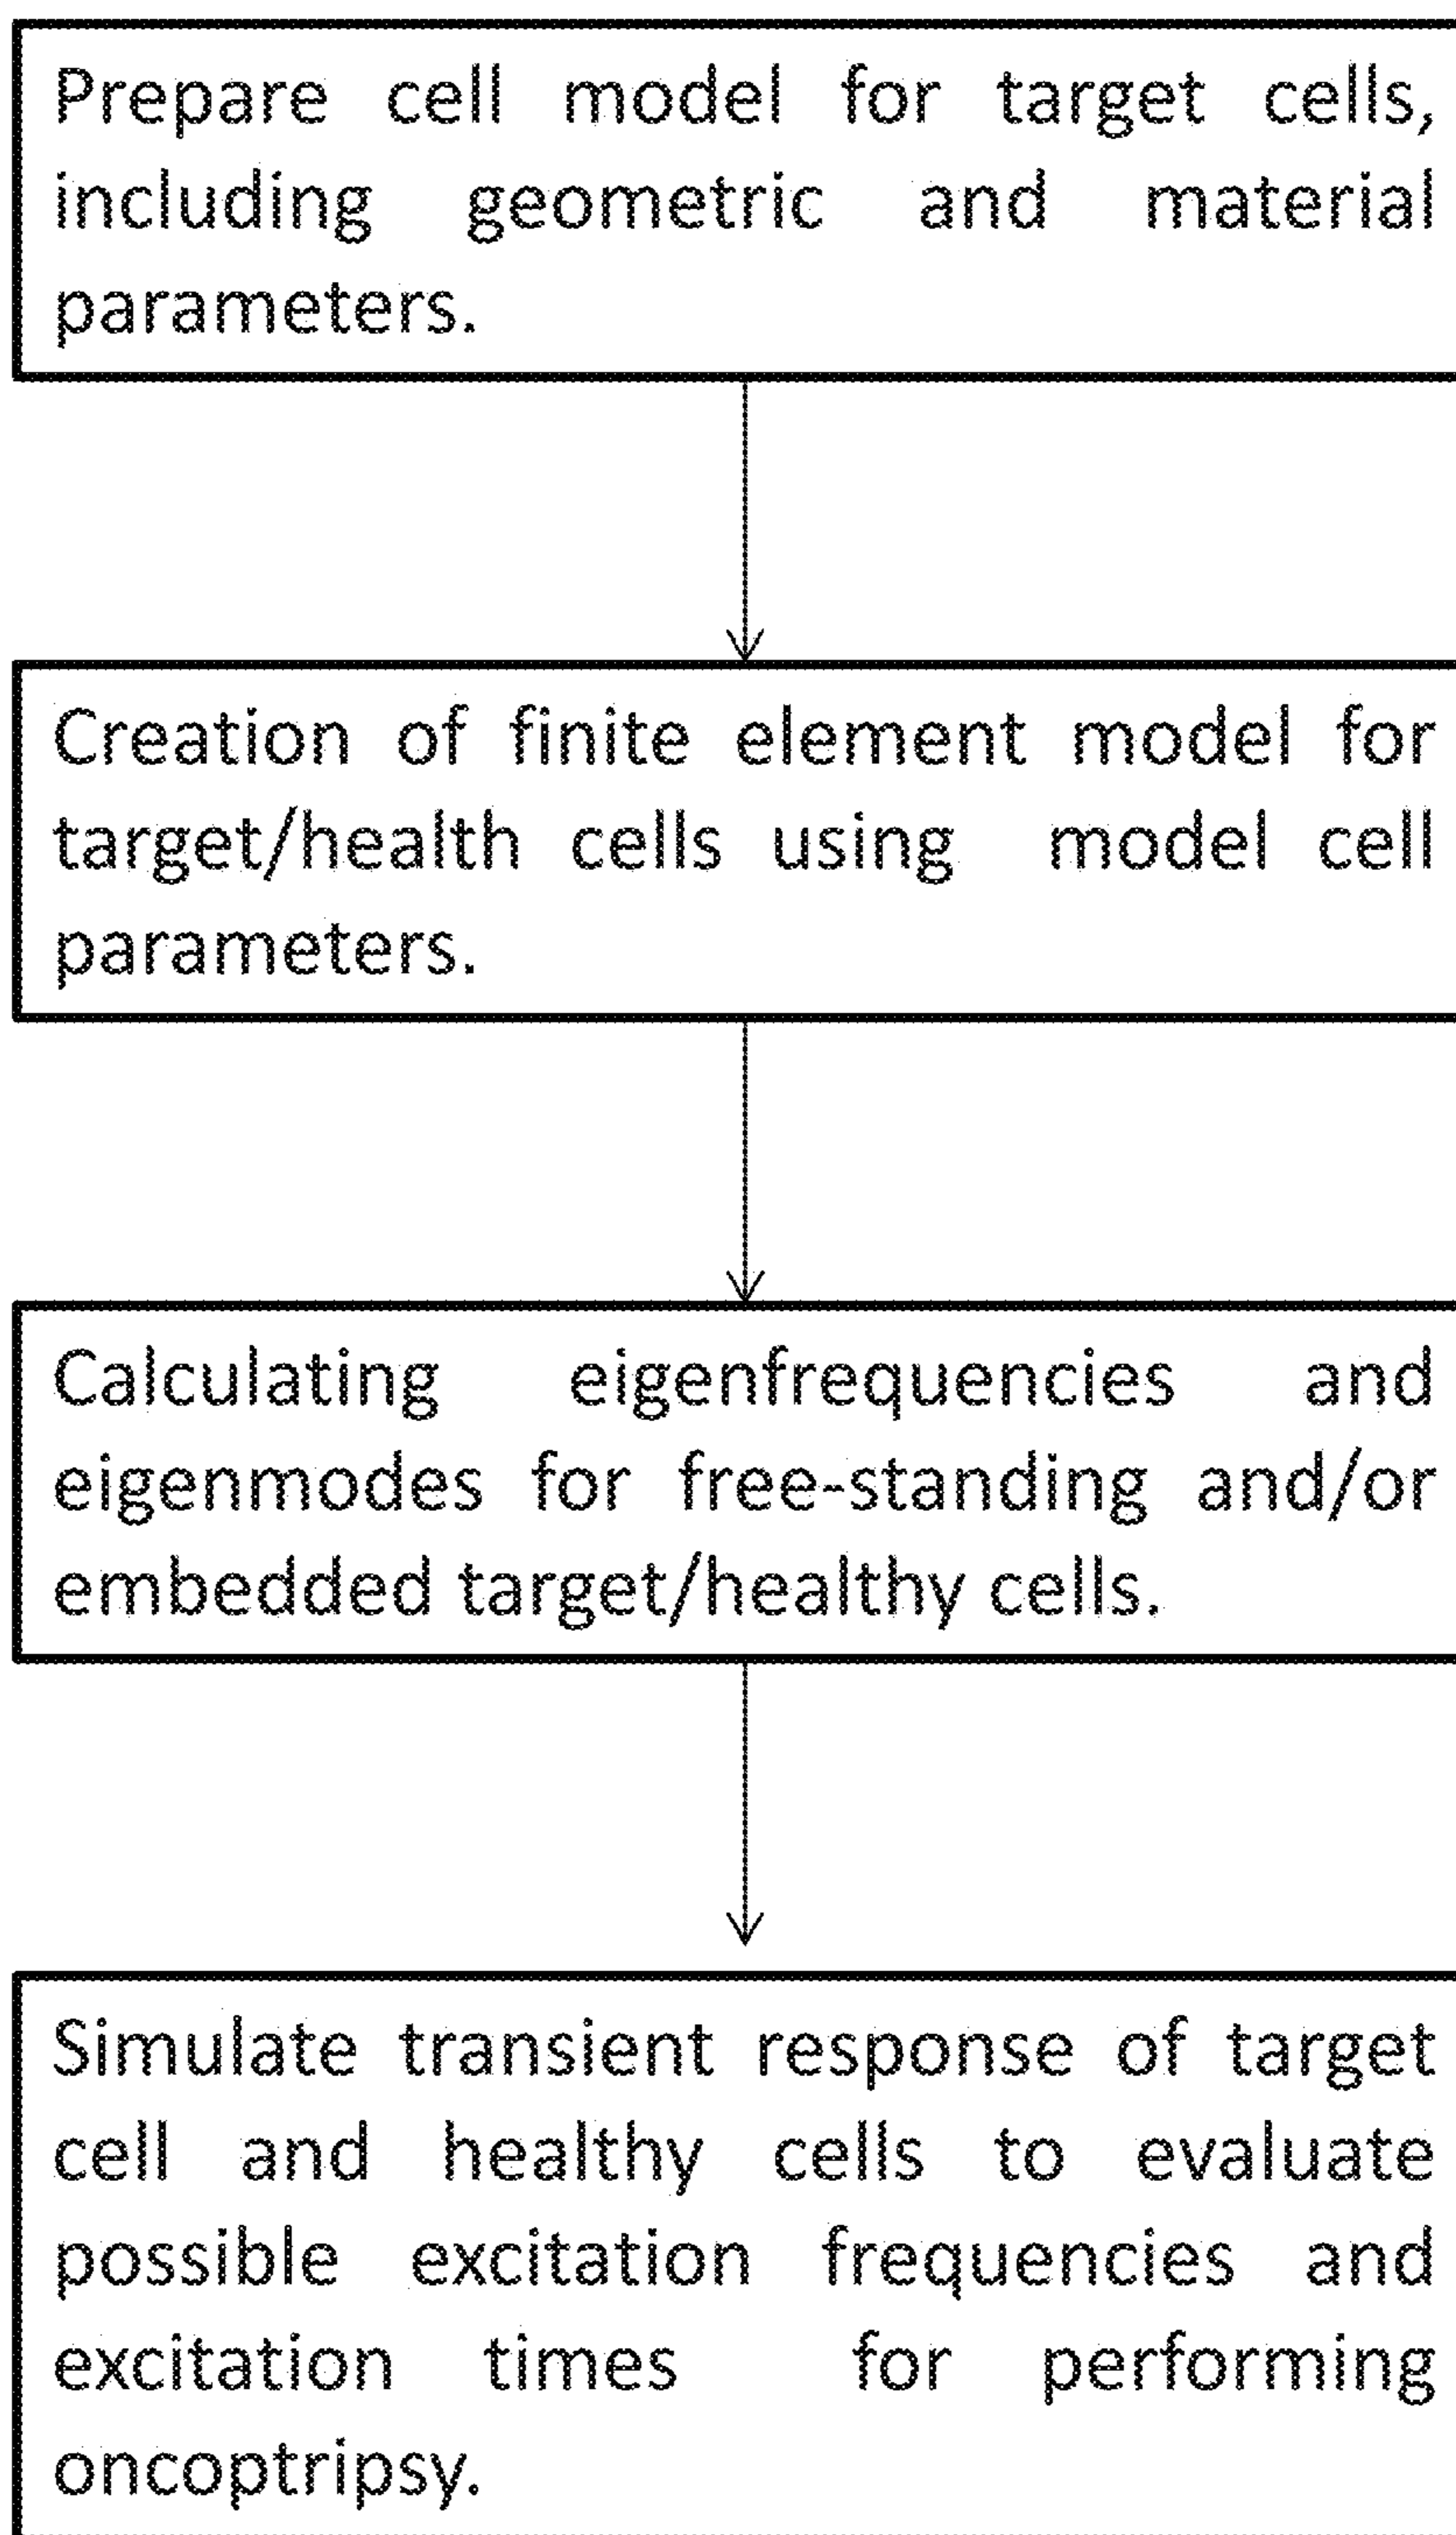 Prepare cell model for target cells,
including geometric and material
parameters.
Creation of finite element model for
target/health cells using model cell
parameters.
Calculating eigenfrequencies and
eigenmodes for free-standing and/or
embedded target/healthy cells.
Simulate transient response of target
cell and healthy cells to evaluate
possible excitation frequencies and
excitation times for performing
oncoptripsy.